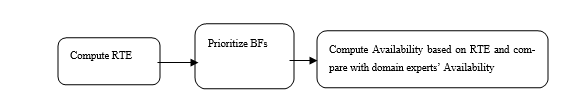 Compute RTE
Prioritize BFs
Compute Availability based on RTE and com-
pare with domain experts’ Availability